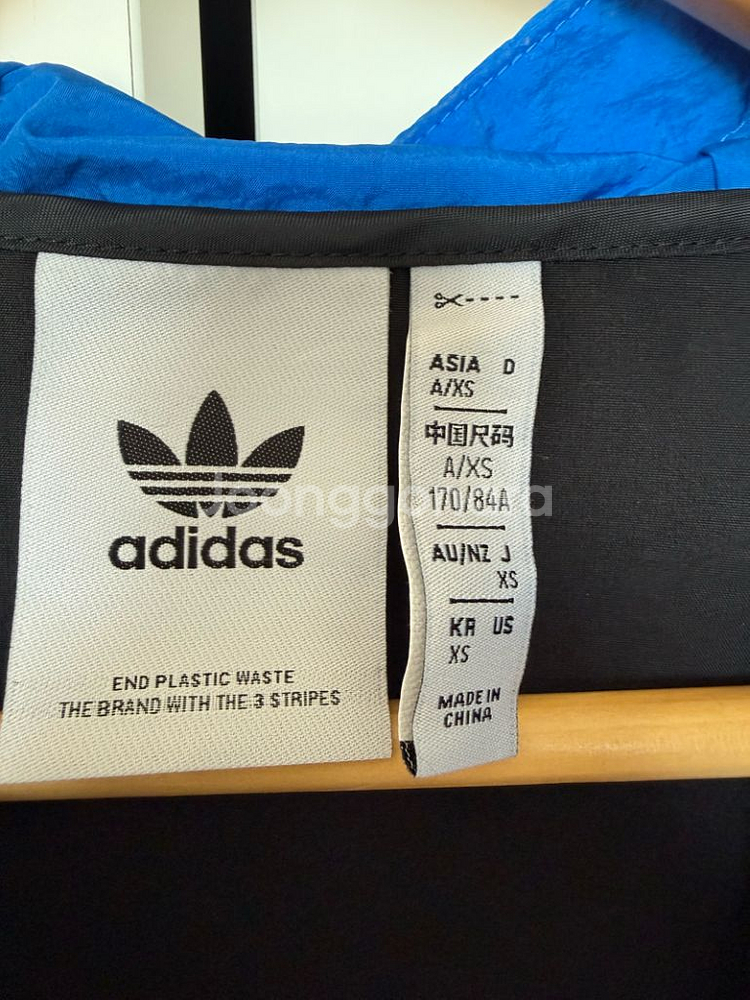 adidas
END PLASTIC WASTE
THE BRAND WITH THE 3 STRIPES
ASIA D
A/XS
中国尺码
A/XS
170/84A
AU/NZ J
XS
KR US
XS
MADE IN
CHINA